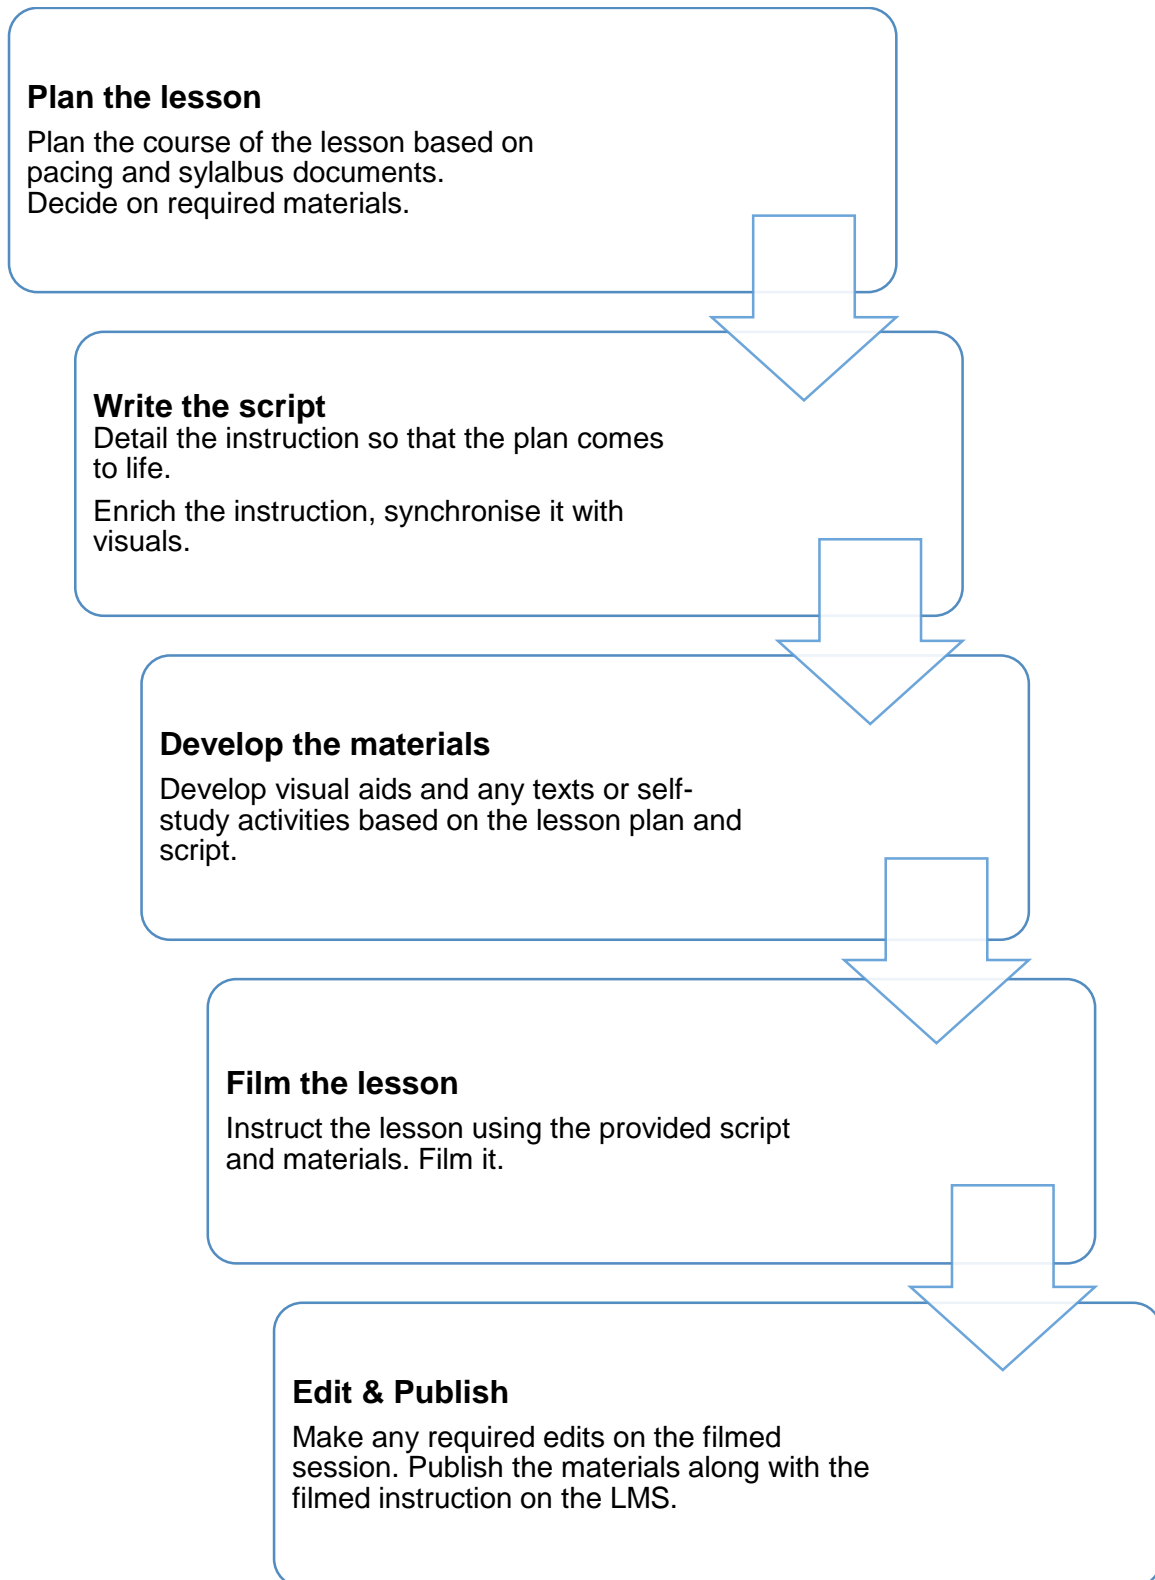 Plan the lesson
Plan the course of the lesson based on
pacing and sylalbus documents.
Decide on required materials.
Write the script
Detail the instruction so that the plan comes
to life.
Enrich the instruction, synchronise it with
visuals.
Develop the materials
Develop visual aids and any texts or self-
study activities based on the lesson plan and
script.
Film the lesson
Instruct the lesson using the provided script
and materials. Film it.
Edit & Publish
Make any required edits on the filmed
session. Publish the materials along with the
filmed instruction on the LMS.